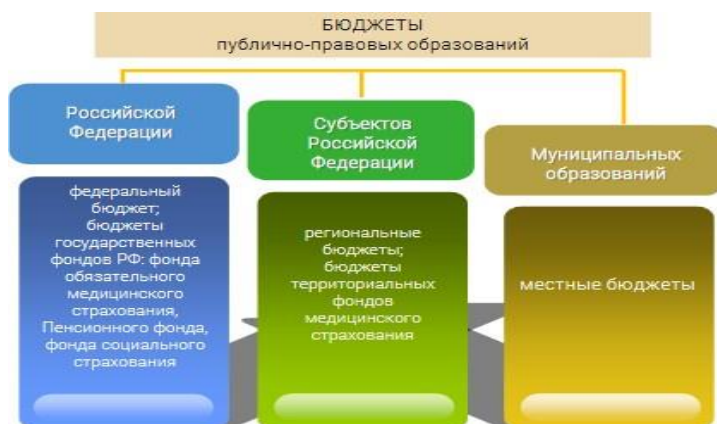 БЮДЖЕТЫ
публично-правовых образований
Российской
Федерации
Субъектов
Российской
Федерации
Муниципальных
образований
федеральный
бюджет;
бюджеты
государственных
фондов РФ: фонда
обязательного
медицинского
страхования,
Пенсионного фонда,
фонда социального
страхования
региональные
бюджеты;
бюджеты
территориальных
фондов
медицинского
страхования
местные бюджеты